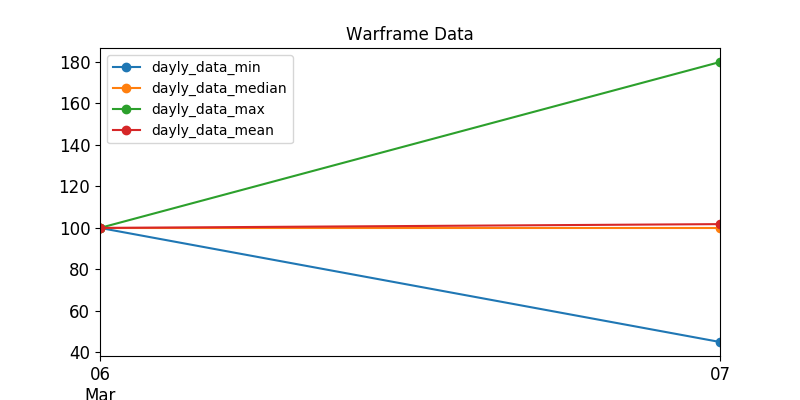 Warframe Data
dayly_data_min
dayly_data_median
dayly_data_max
dayly_data_mean
180
160
140
120
100
80
60
40
06
07
Mar